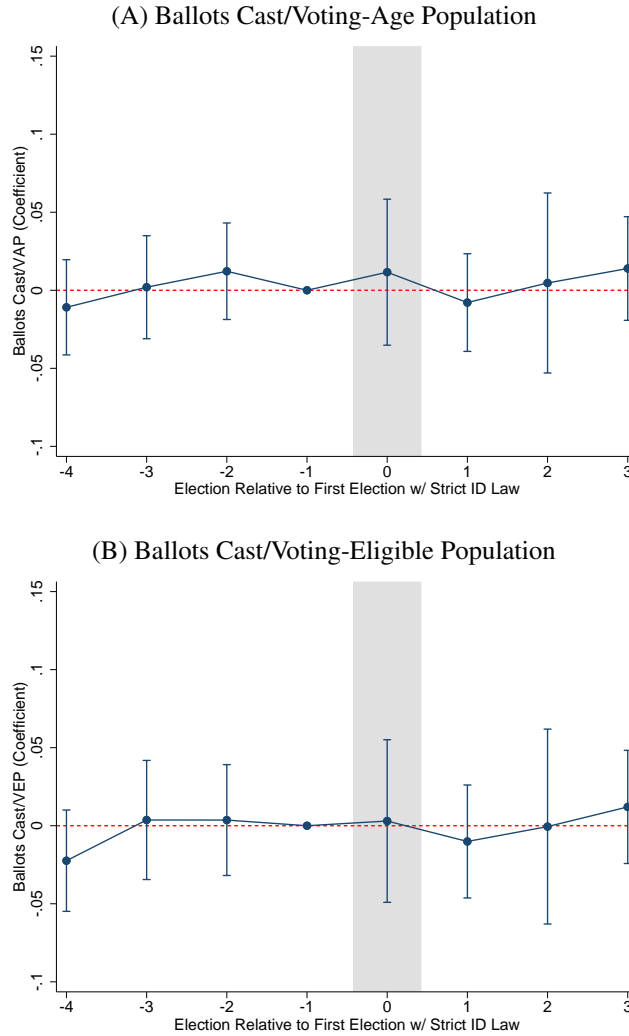 (A) Ballots Cast/Voting-Age Population
Ballots Cast/VAP (Coefficient)
.15
.1
.05
0
-.05
-.1
-4 -3 -2 -1 0 1 2 3
Election Relative to First Election w/ Strict ID Law
(B) Ballots Cast/Voting-Eligible Population
Ballots Cast/VEP (Coefficient)
.15
.1
.05
0
-.05
-.1
-4 -3 -2 -1 0 1 2 3
Election Relative to First Election w/ Strict ID Law